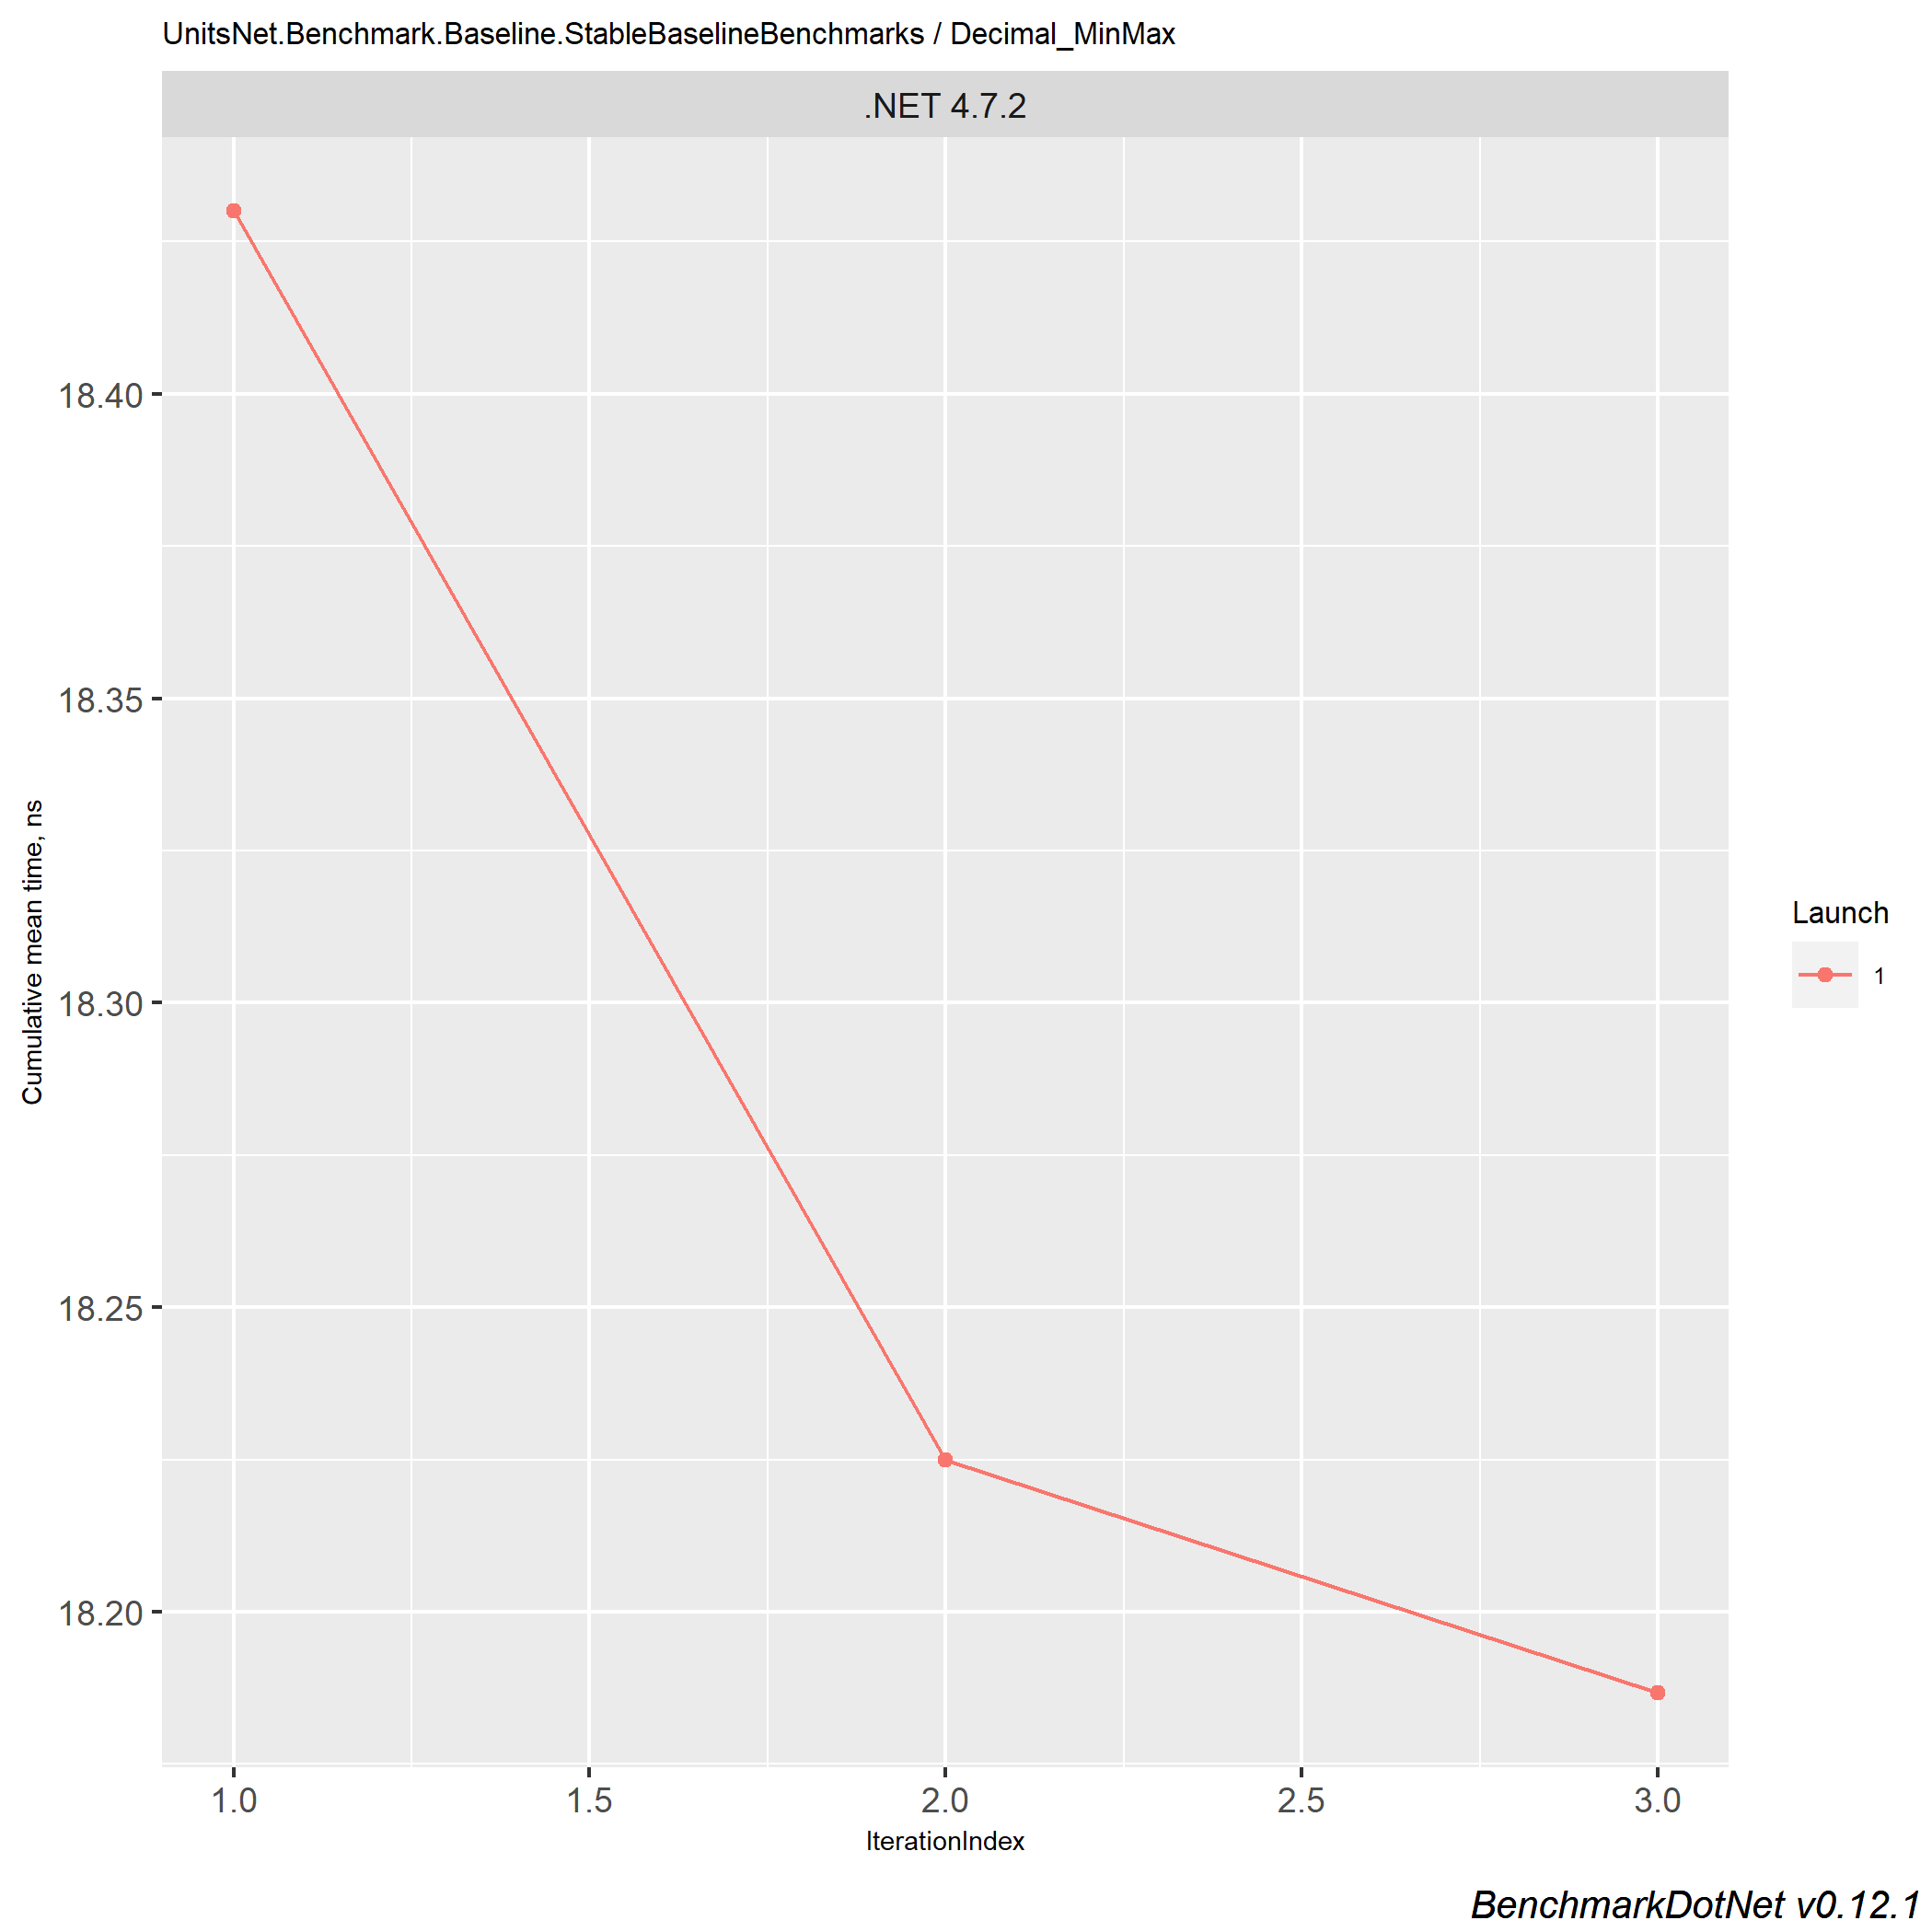 UnitsNet.Benchmark.Baseline.StableBaselineBenchmarks / Decimal_MinMax
.NET 4.7.2
18.40
18.35
18.30
18.25
18.20
Cumulative mean time, ns
1.0 1.5 2.0 2.5 3.0
IterationIndex
Launch
1
BenchmarkDotNet v0.12.1